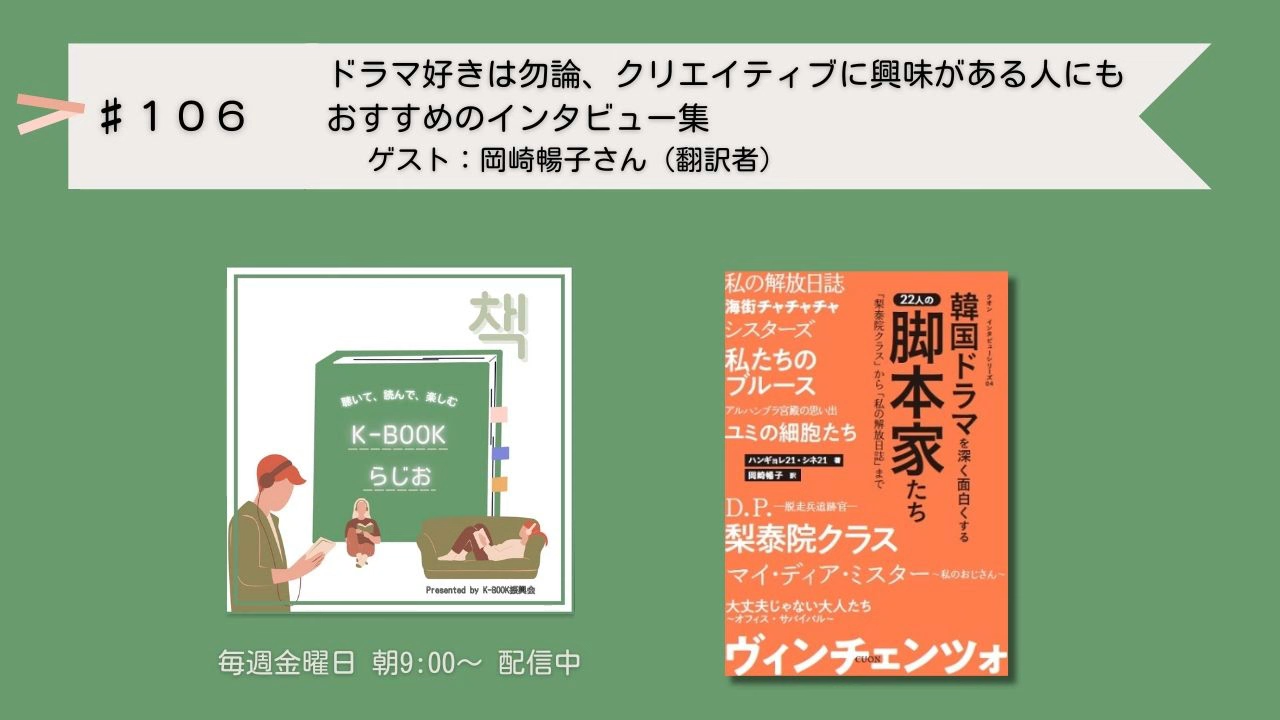 ♯１０６
ドラマ好きは勿論、クリエイティブに興味がある人にも
おすすめのインタビュー集
ゲスト：岡崎暢子さん（翻訳者）
책
聴いて、読んで、楽しむ
K-BOOK
らじお
Presented by K-BOOK振興会
毎週金曜日 朝9:00〜 配信中
クオン インタビューシリーズ04
韓国ドラマを深く面白くする
22人の
脚本家たち
「梨泰院クラス」から「私の解放日誌」まで
私の解放日誌
海街チャチャチャ
シスターズ
私たちの
ブルース
アルハンブラ宮殿の思い出
ユミの細胞たち
ハンギョレ21・シネ21 著
岡崎暢子 訳
D.P.―脱走兵追跡官―
梨泰院クラス
マイ・ディア・ミスター～私のおじさん～
大丈夫じゃない大人たち
～オフィス・サバイバル～
ヴィンチェンツォ
CUON